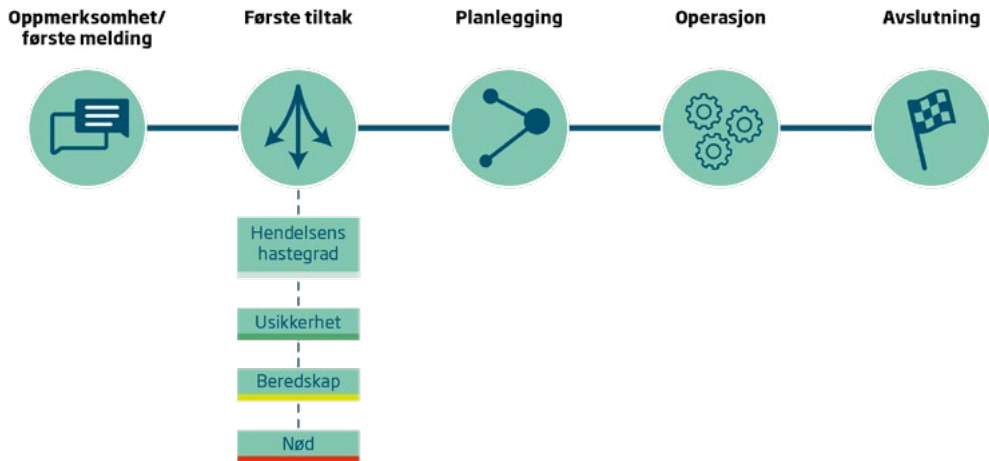 Oppmerksomhet/
første melding
Første tiltak
Planlegging
Operasjon
Avslutning
Hendelsens
hastegrad
Usikkerhet
Beredskap
Nød